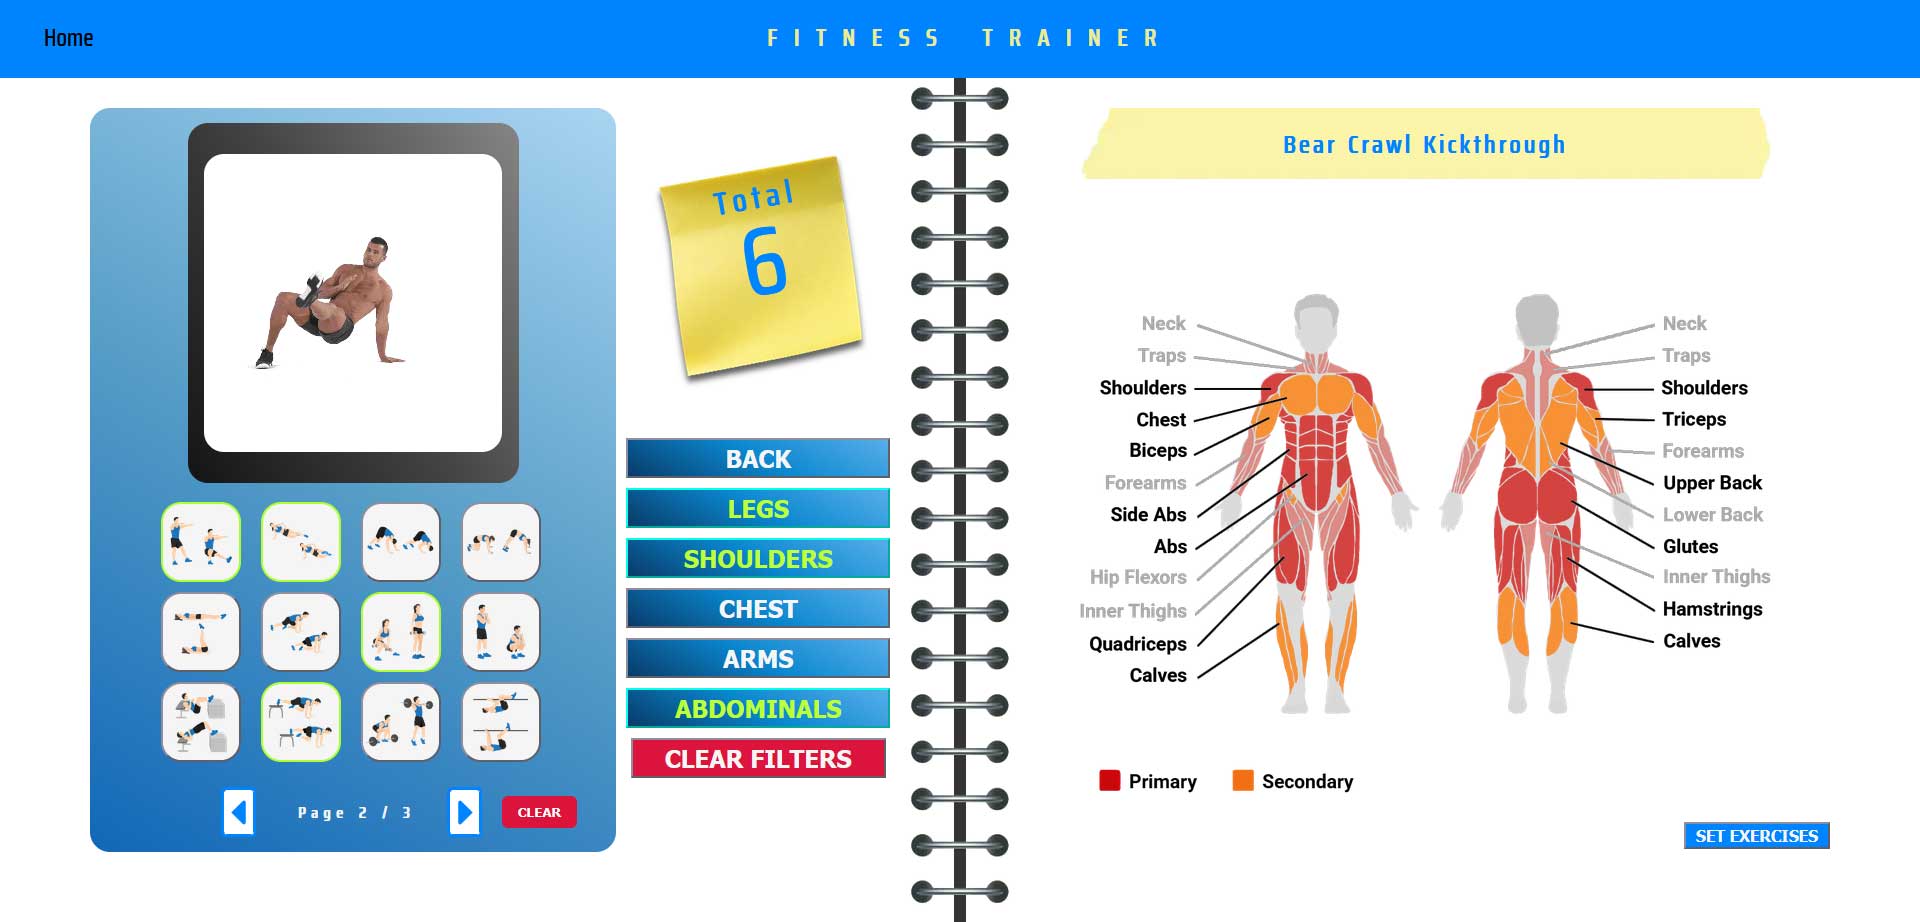 Home
FITNESS TRAINER
Total
6
BACK
LEGS
SHOULDERS
CHEST
ARMS
ABDOMINALS
CLEAR FILTERS
Page 2 / 3
CLEAR
Bear Crawl Kickthrough
Neck
Traps
Shoulders
Chest
Biceps
Forearms
Side Abs
Abs
Hip Flexors
Inner Thighs
Quadriceps
Calves
Neck
Traps
Shoulders
Triceps
Forearms
Upper Back
Lower Back
Glutes
Inner Thighs
Hamstrings
Calves
Primary
Secondary
SET EXERCISES